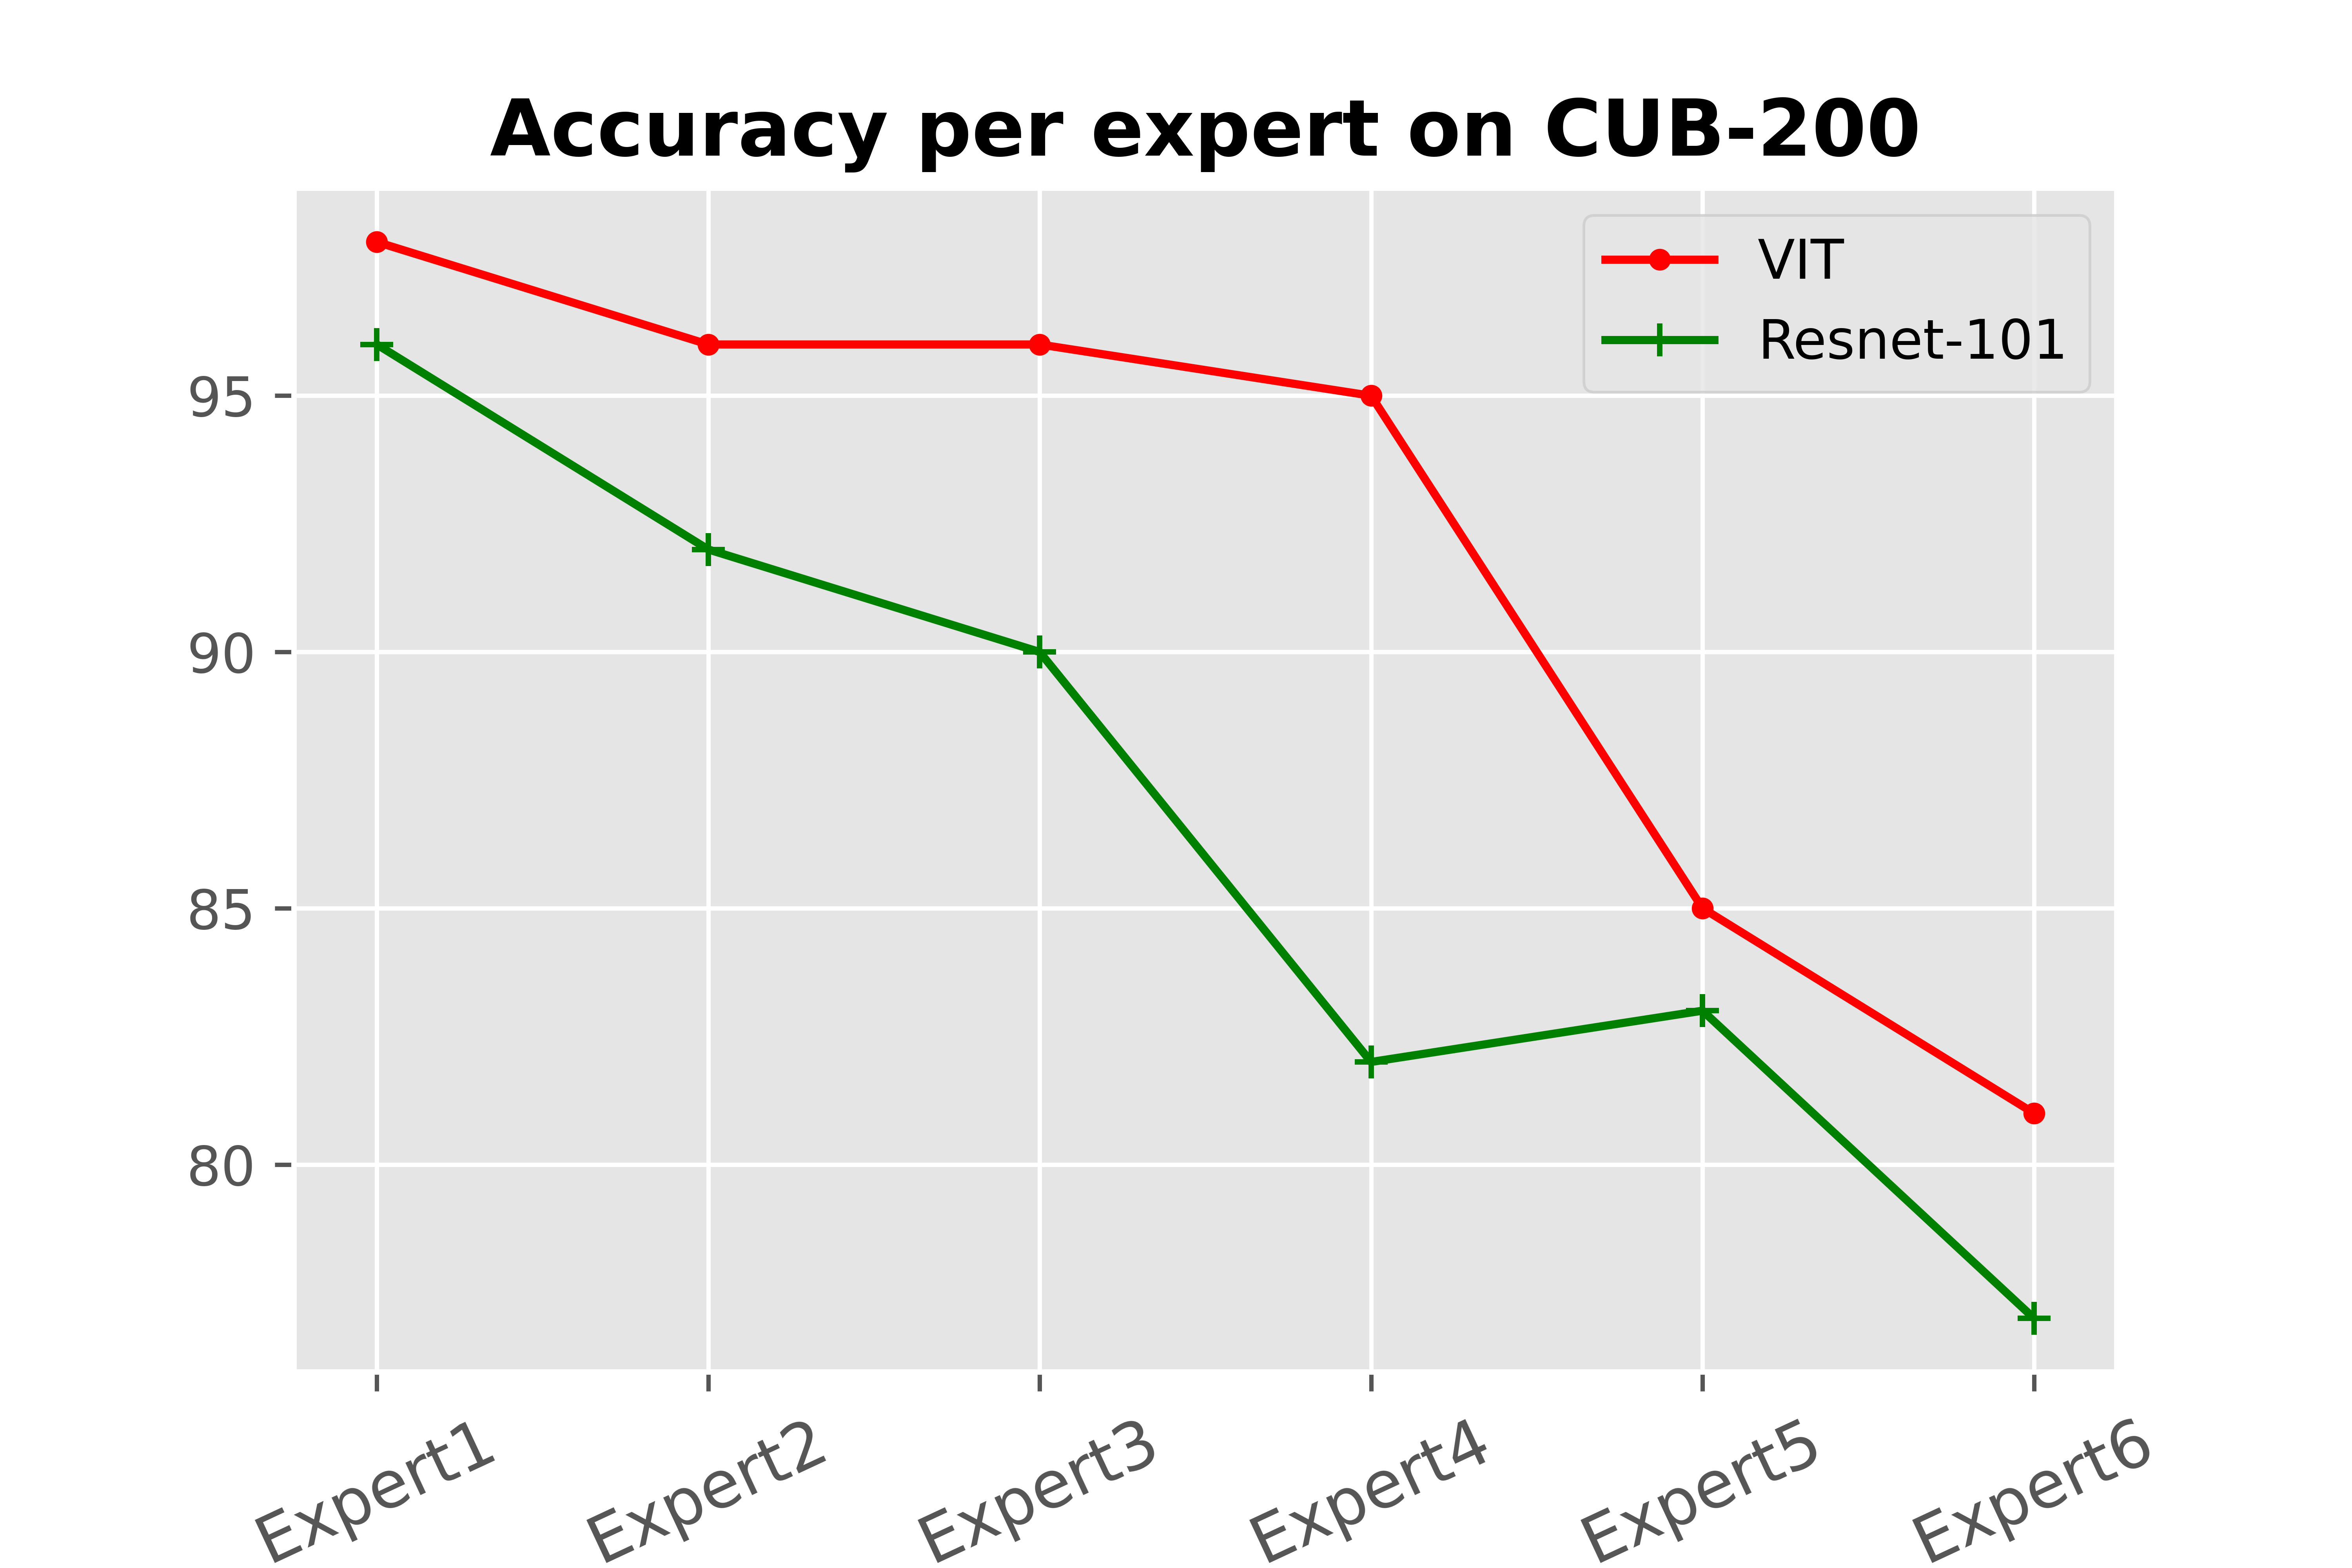 Accuracy per expert on CUB-200
VIT
Resnet-101
95
90
85
80
Expert1
Expert2
Expert3
Expert4
Expert5
Expert6